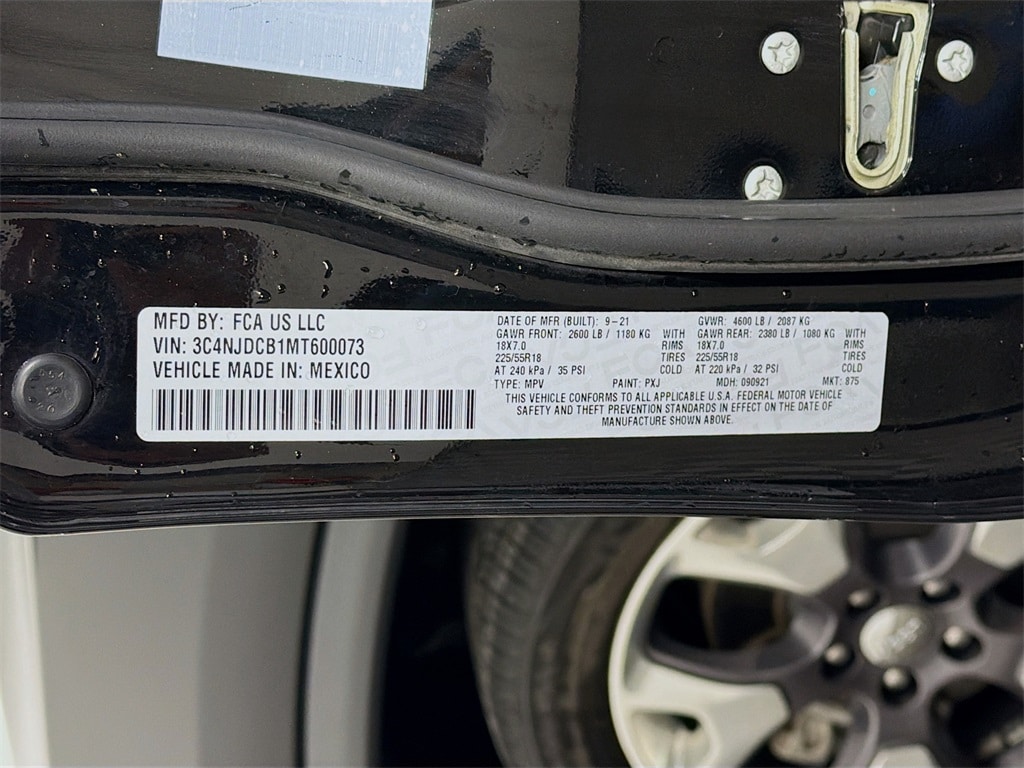 MFD BY: FCA US LLC
VIN: 3C4NJDCB1MT600073
VEHICLE MADE IN: MEXICO
DATE OF MFR (BUILT): 9-21 GVWR: 4600 LB / 2087 KG
GAWR FRONT: 2600 LB / 1180 KG WITH GAWR REAR: 2380 LB / 1080 KG WITH
18X7.0 RIMS 18X7.0 RIMS
225/55R18 TIRES 225/55R18 TIRES
AT 240 kPa / 35 PSI COLD AT 220 kPa / 32 PSI COLD
TYPE: MPV PAINT: PXJ MDH: 090921 MKT: 875
THIS VEHICLE CONFORMS TO ALL APPLICABLE U.S.A. FEDERAL MOTOR VEHICLE
SAFETY AND THEFT PREVENTION STANDARDS IN EFFECT ON THE DATE OF
MANUFACTURE SHOWN ABOVE.
Jeep